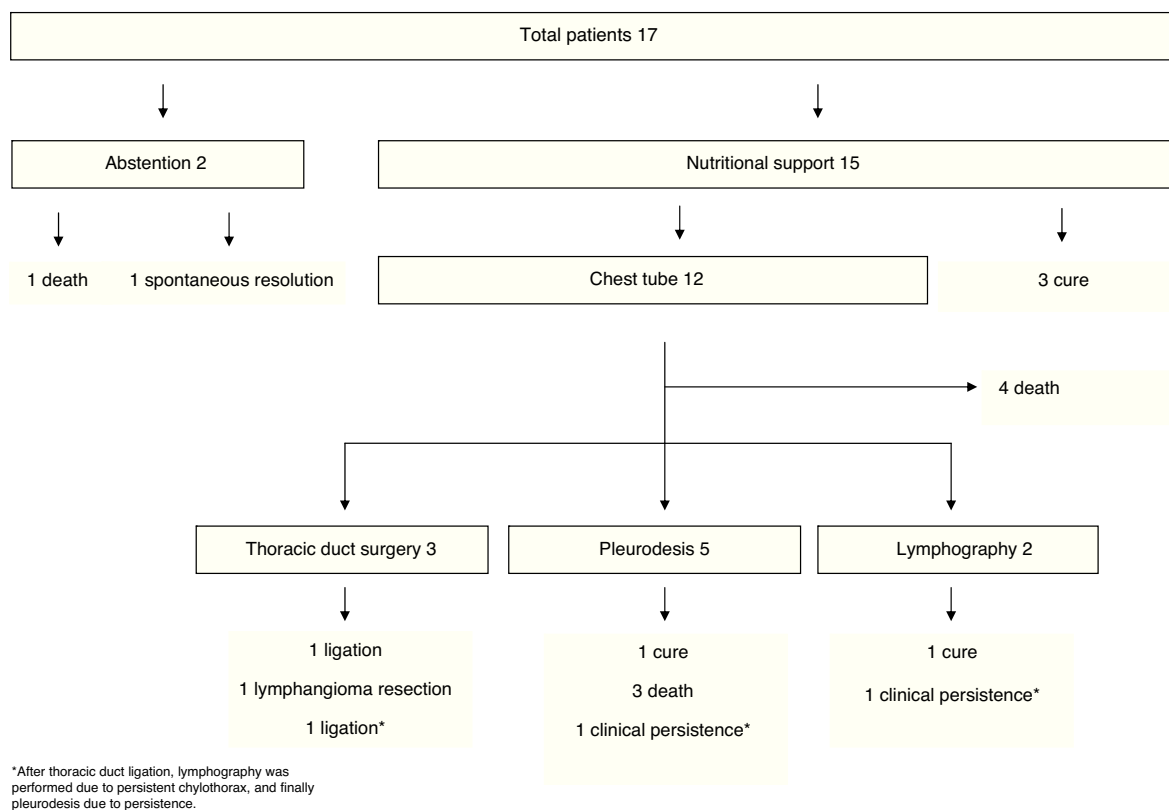 Total patients 17
Abstention 2
Nutritional support 15
1 death
1 spontaneous resolution
Chest tube 12
3 cure
4 death
Thoracic duct surgery 3
Pleurodesis 5
Lymphography 2
1 ligation
1 lymphangioma resection
1 ligation*
1 cure
3 death
1 clinical persistence*
1 cure
1 clinical persistence*
*After thoracic duct ligation, lymphography was
performed due to persistent chylothorax, and finally
pleurodesis due to persistence.